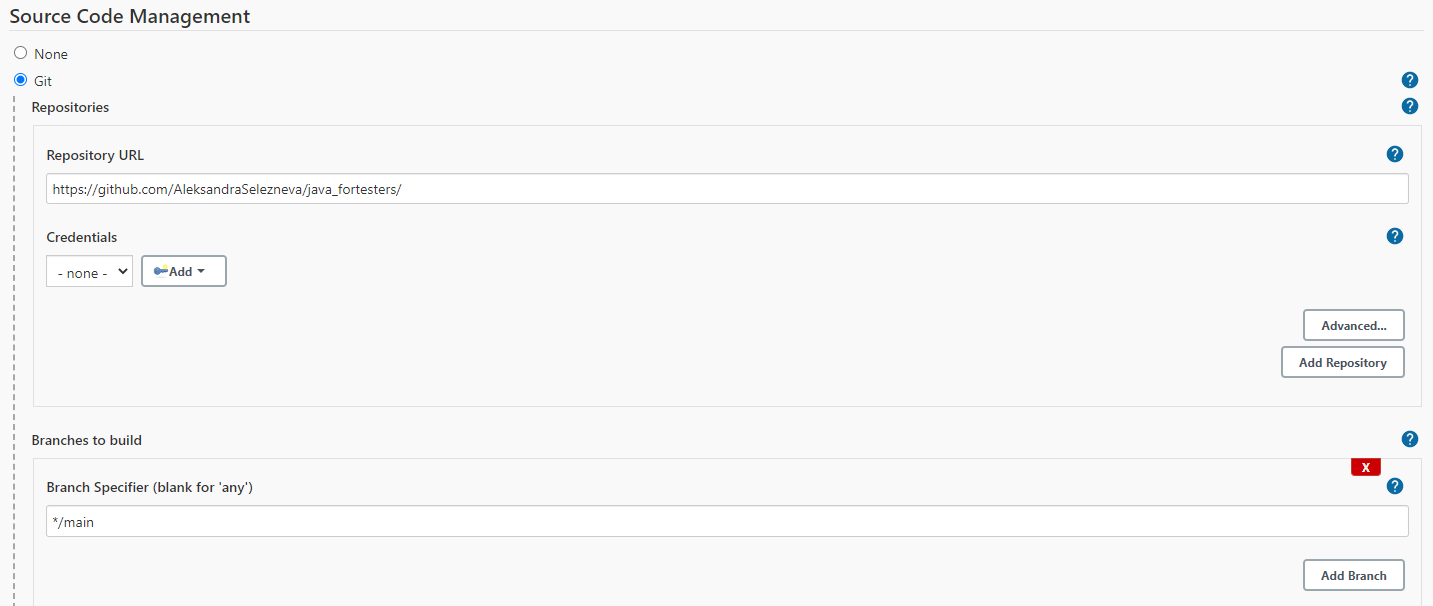 Source Code Management
None
Git
?
Repositories
?
Repository URL
?
https://github.com/AleksandraSelezneva/java_fortesters/
Credentials
?
- none -
Add
Advanced...
Add Repository
Branches to build
?
X
Branch Specifier (blank for 'any')
?
*/main
Add Branch